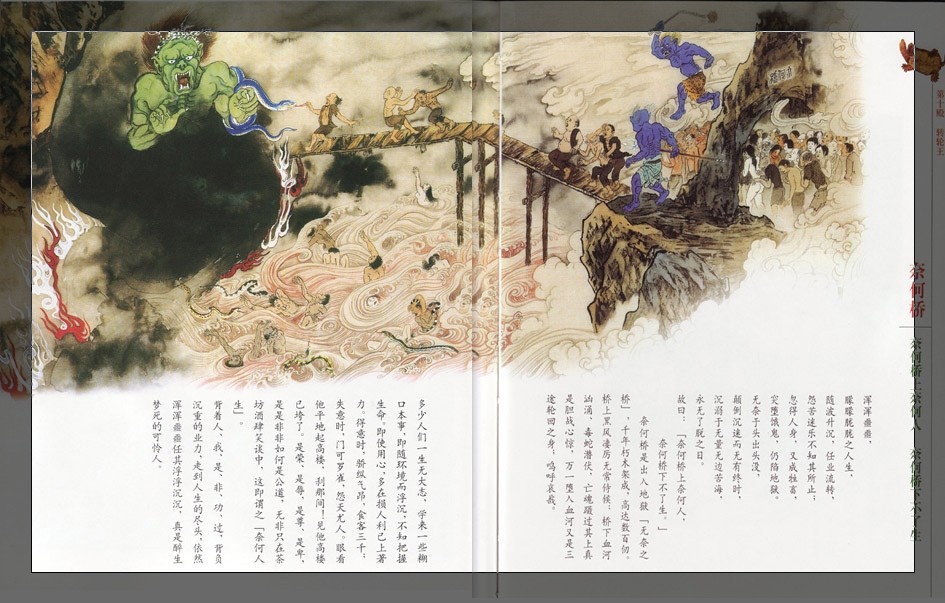 第十殿 转轮王
奈何桥
奈何桥上奈何人 奈何桥下不了生
浑浑噩噩，
朦朦胧胧之人生，
随波升沉，任业流转，
怨苦迷乐不知其所止；
忽得人身，又成牲畜，
突堕饿鬼，仍陷地狱。
无奈于头出头没，
颠倒沉迷而无有终时，
沉溺于无量无边苦海，
永无了脱之日。
故曰：「奈何桥上奈何人，
奈何桥下不了生。」
奈何桥是出入地狱「无奈之
桥」，千年朽木架成，高达数百仞。
桥上黑风凄厉无常待候；桥下血河
汹涌，毒蛇潜伏，亡魂蹑过其上真
是胆战心惊，万一堕入血河又是三
途轮回之身；呜呼哀哉。
多少人们一生无大志，学来一些糊
口本事，即随环境而浮沉，不知把握
生命。即使用心，多在损人利己上著
力。得意时，骄纵气昂，食客三千；
失意时，门可罗雀，怨天尤人。眼看
他平地起高楼，刹那间！见他高楼
已垮了。是荣、是辱、是尊、是卑，
是是非非如何是公道，无非只在茶
坊酒肆笑谈中，这即谓之「奈何人
生」。
背着人、我、是、非、功、过，背负
沉重的业力，走到人生的尽头，依然
浑浑噩噩任其浮浮沉沉，真是醉生
梦死的可怜人。